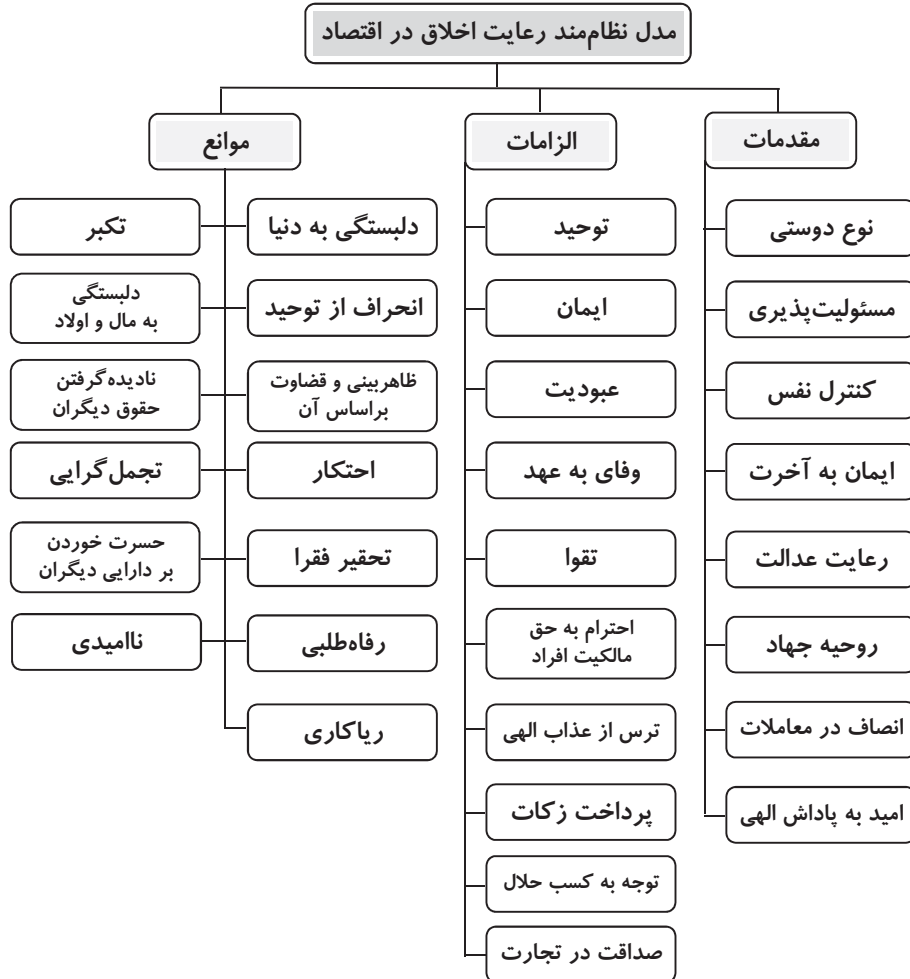 مدل نظام‌مند رعایت اخلاق در اقتصاد
مقدمات
نوع دوستی
مسئولیت‌پذیری
کنترل نفس
ایمان به آخرت
رعایت عدالت
روحیه جهاد
انصاف در معاملات
امید به پاداش الهی
الزامات
توحید
ایمان
عبودیت
وفای به عهد
تقوا
احترام به حق
مالکیت افراد
ترس از عذاب الهی
پرداخت زکات
توجه به کسب حلال
صداقت در تجارت
موانع
دلبستگی به دنیا
انحراف از توحید
ظاهربینی و قضاوت
براساس آن
احتکار
تحقیر فقرا
رفاه‌طلبی
ریاکاری
تکبر
دلبستگی
به مال و اولاد
نادیده‌گرفتن
حقوق دیگران
تجمل‌گرایی
حسرت خوردن
بر دارایی دیگران
ناامیدی